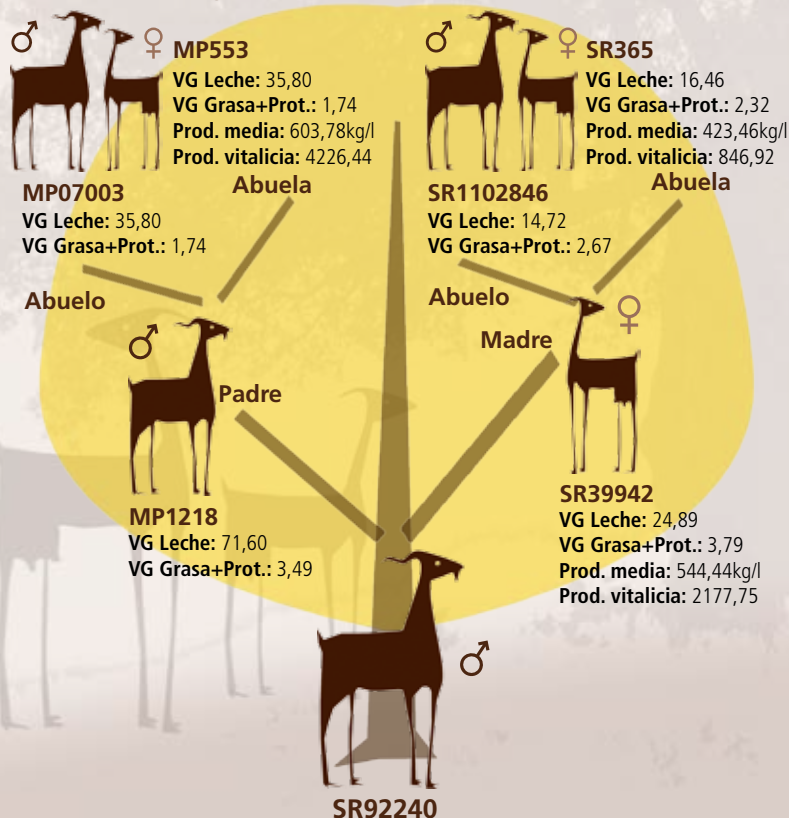 MP553
VG Leche: 35,80
VG Grasa+Prot.: 1,74
Prod. media: 603,78kg/l
Prod. vitalicia: 4226,44
Abuela
MP07003
VG Leche: 35,80
VG Grasa+Prot.: 1,74
Abuelo
SR365
VG Leche: 16,46
VG Grasa+Prot.: 2,32
Prod. media: 423,46kg/l
Prod. vitalicia: 846,92
Abuela
SR1102846
VG Leche: 14,72
VG Grasa+Prot.: 2,67
Abuelo
Padre
MP1218
VG Leche: 71,60
VG Grasa+Prot.: 3,49
Madre
SR39942
VG Leche: 24,89
VG Grasa+Prot.: 3,79
Prod. media: 544,44kg/l
Prod. vitalicia: 2177,75
SR92240